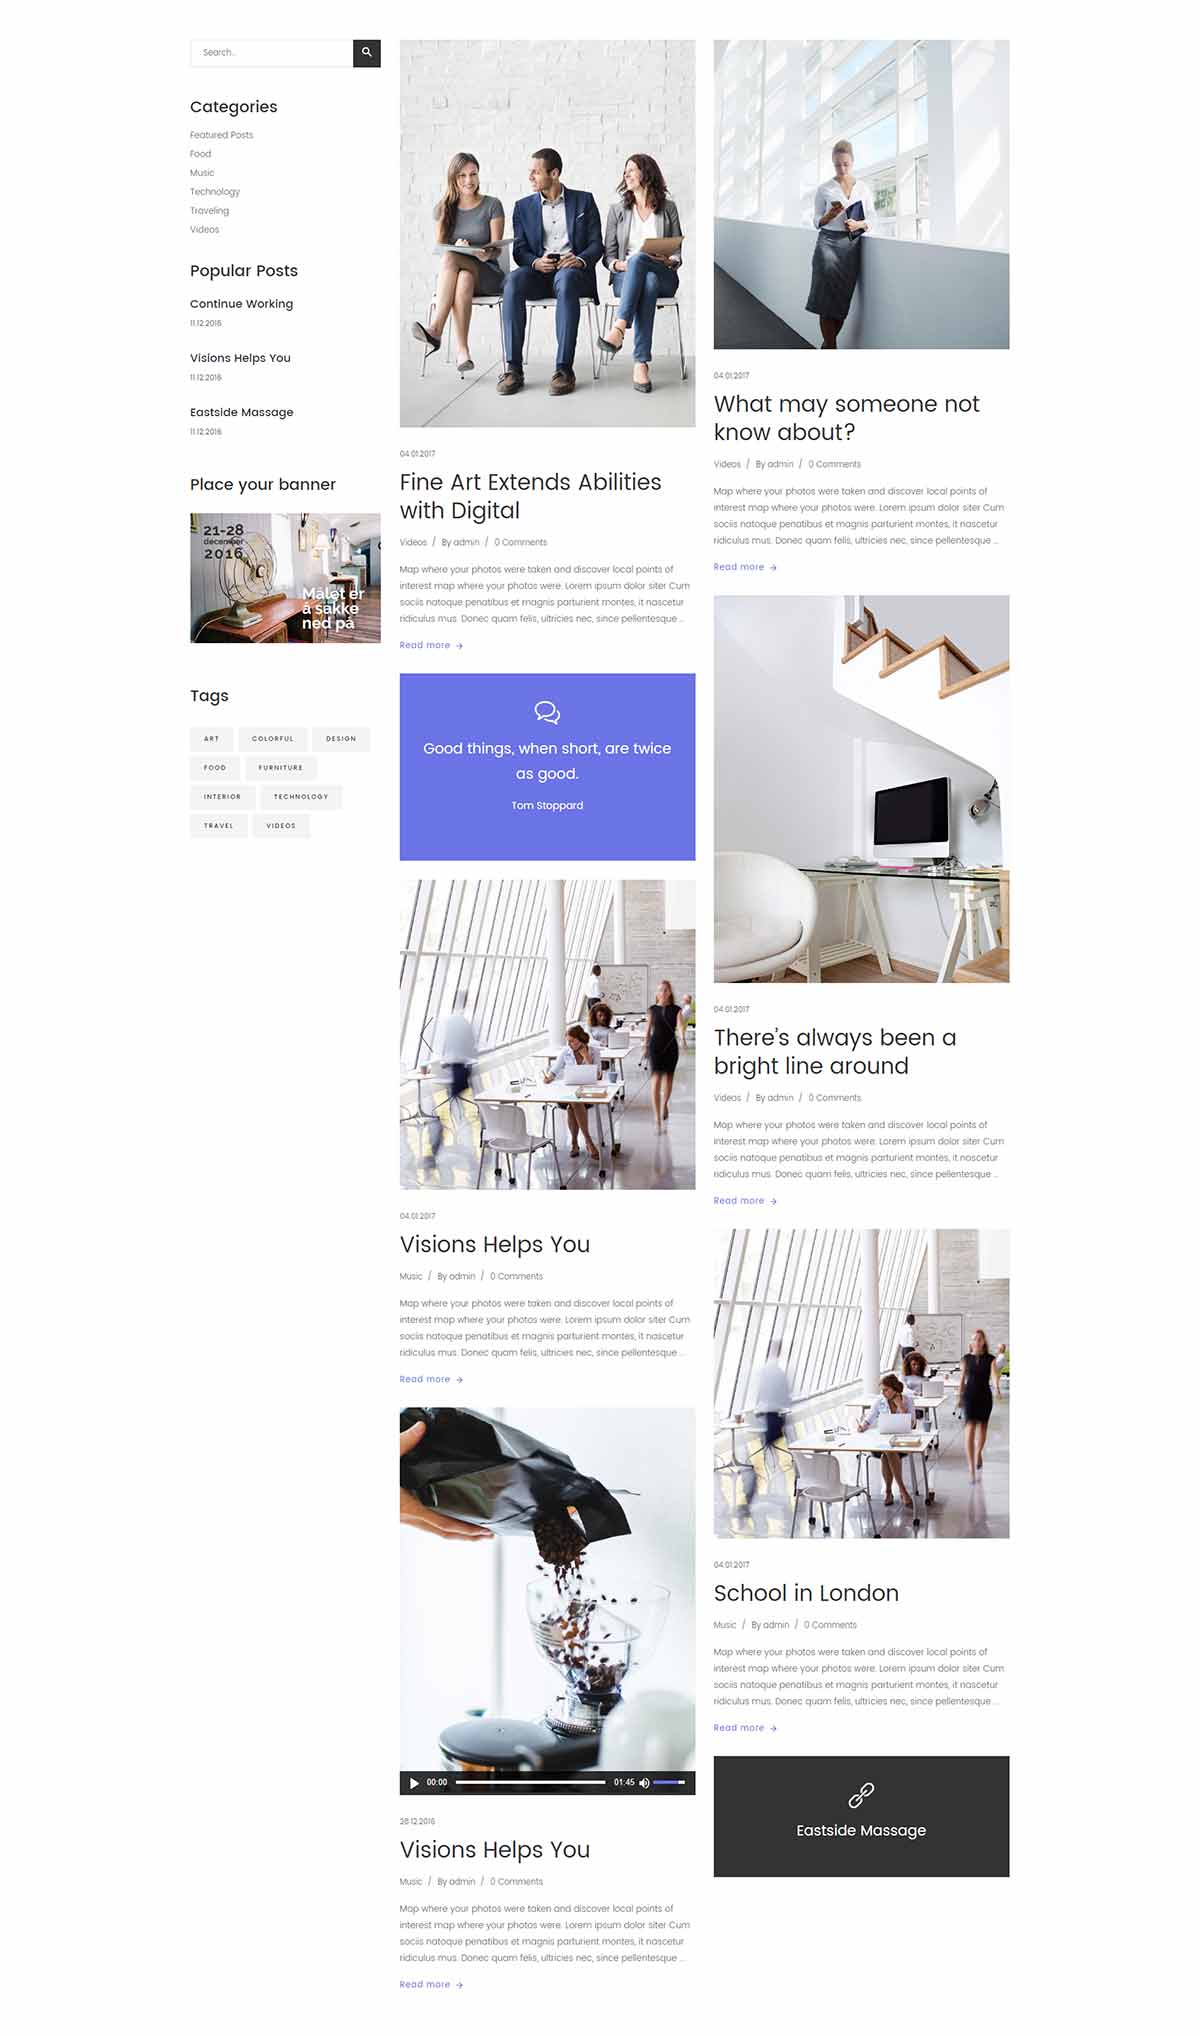 Search..
Categories
Featured Posts
Food
Music
Technology
Traveling
Videos
Popular Posts
Continue Working
11.12.2016
Visions Helps You
11.12.2016
Eastside Massage
11.12.2016
Place your banner
21-28
december
2016
Målet er
å søkke
ned på
Tags
ART
COLORFUL
DESIGN
FOOD
FURNITURE
INTERIOR
TECHNOLOGY
TRAVEL
VIDEOS
04.01.2017
Fine Art Extends Abilities
with Digital
Videos / By admin / 0 Comments
Map where your photos were taken and discover local points of
interest map where your photos were. Lorem ipsum dolor siter Cum
sociis natoque penatibus et magnis parturient montes, it nascetur
ridiculus mus. Donec quam felis, ultricies nec, since pellentesque ...
Read more →
Good things, when short, are twice
as good.
Tom Stoppard
04.01.2017
Visions Helps You
Music / By admin / 0 Comments
Map where your photos were taken and discover local points of
interest map where your photos were. Lorem ipsum dolor siter Cum
sociis natoque penatibus et magnis parturient montes, it nascetur
ridiculus mus. Donec quam felis, ultricies nec, since pellentesque ...
Read more →
00:00
01:45
28.12.2016
Visions Helps You
Music / By admin / 0 Comments
Map where your photos were taken and discover local points of
interest map where your photos were. Lorem ipsum dolor siter Cum
sociis natoque penatibus et magnis parturient montes, it nascetur
ridiculus mus. Donec quam felis, ultricies nec, since pellentesque ...
Read more →
04.01.2017
What may someone not
know about?
Videos / By admin / 0 Comments
Map where your photos were taken and discover local points of
interest map where your photos were. Lorem ipsum dolor siter Cum
sociis natoque penatibus et magnis parturient montes, it nascetur
ridiculus mus. Donec quam felis, ultricies nec, since pellentesque ...
Read more →
04.01.2017
There's always been a
bright line around
Videos / By admin / 0 Comments
Map where your photos were taken and discover local points of
interest map where your photos were. Lorem ipsum dolor siter Cum
sociis natoque penatibus et magnis parturient montes, it nascetur
ridiculus mus. Donec quam felis, ultricies nec, since pellentesque ...
Read more →
04.01.2017
School in London
Music / By admin / 0 Comments
Map where your photos were taken and discover local points of
interest map where your photos were. Lorem ipsum dolor siter Cum
sociis natoque penatibus et magnis parturient montes, it nascetur
ridiculus mus. Donec quam felis, ultricies nec, since pellentesque ...
Read more →
Eastside Massage